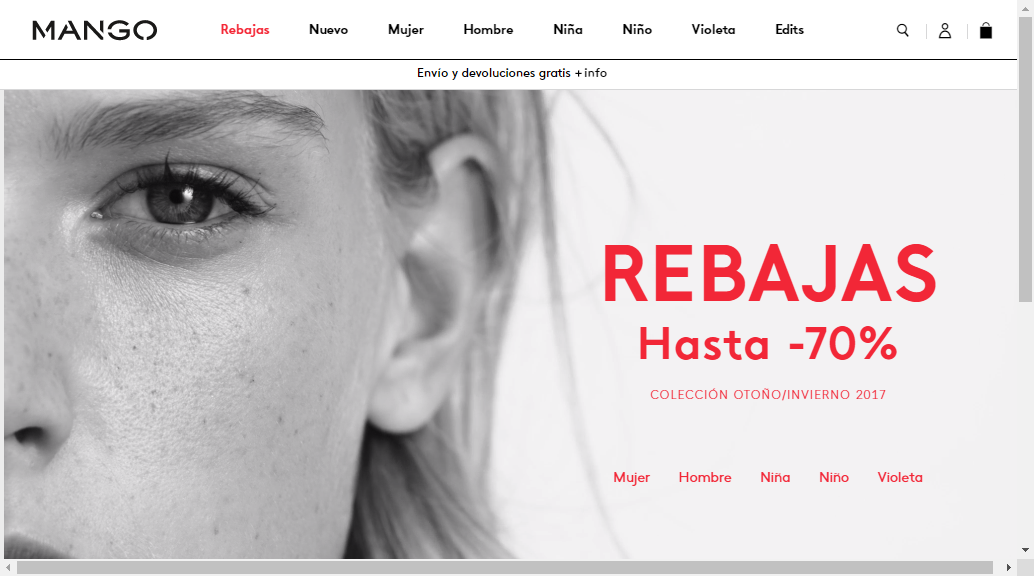 MANGO
Rebajas Nuevo Mujer Hombre Niña Niño Violeta Edits
Envío y devoluciones gratis +info
REBAJAS
Hasta -70%
COLECCIÓN OTOÑO/INVIERNO 2017
Mujer Hombre Niña Niño Violeta